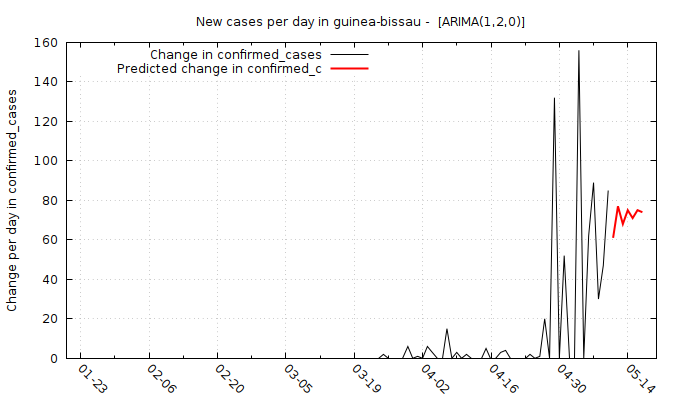 New cases per day in guinea-bissau -  [ARIMA(1,2,0)]
Change in confirmed_cases
Predicted change in confirmed_c
Change per day in confirmed_cases
160
140
120
100
80
60
40
20
0
01-23 02-06 02-20 03-05 03-19 04-02 04-16 04-30 05-14